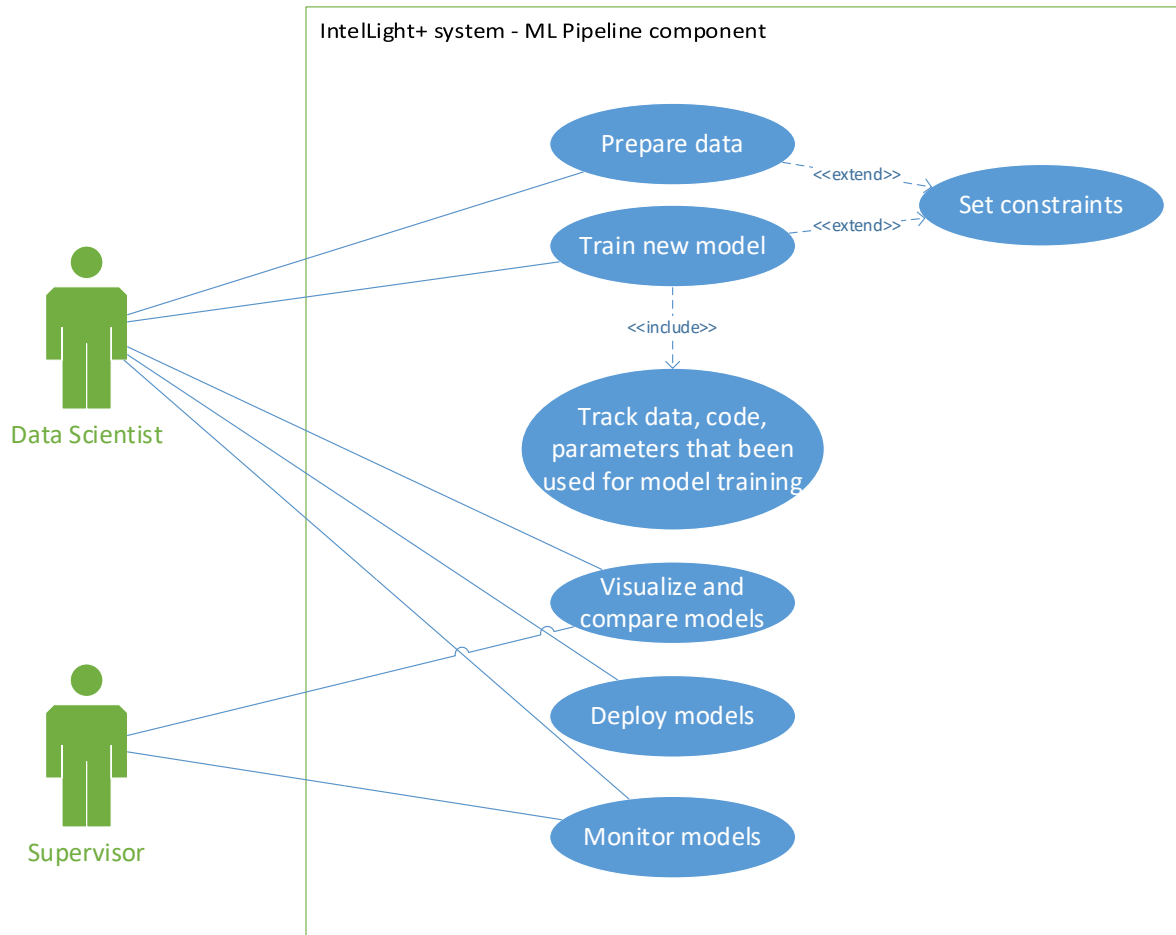 IntelLight+ system - ML Pipeline component
Prepare data
<<extend>>
Set constraints
<<extend>>
Train new model
<<include>>
Data Scientist
Track data, code,
parameters that been
used for model training
Visualize and
compare models
Deploy models
Monitor models
Supervisor